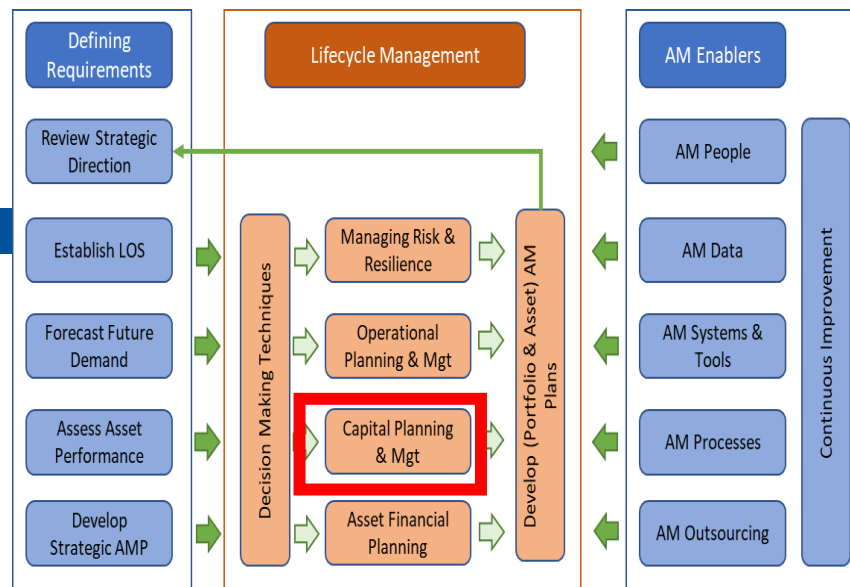 Defining
Requirements
Review Strategic
Direction
Establish LOS
Forecast Future
Demand
Assess Asset
Performance
Develop
Strategic AMP
Lifecycle Management
Decision Making Techniques
Managing Risk &
Resilience
Operational
Planning & Mgt
Capital Planning
& Mgt
Asset Financial
Planning
Develop (Portfolio & Asset) AM
Plans
AM Enablers
AM People
AM Data
AM Systems &
Tools
AM Processes
AM Outsourcing
Continuous Improvement